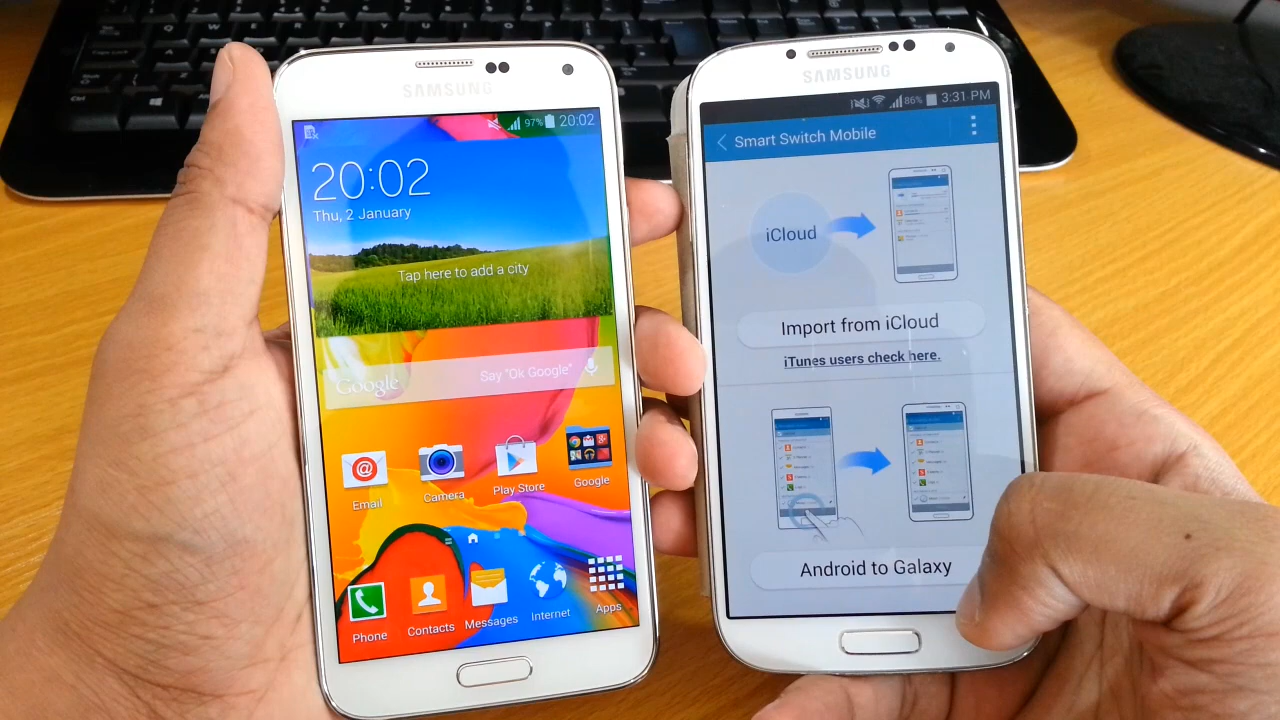 SAMSUNG
97% 20:02
20:02
Thu, 2 January
Tap here to add a city
Google
Say "Ok Google"
Email
Camera
Play Store
Google
Phone
Contacts
Messages
Internet
Apps
SAMSUNG
86% 3:31 PM
Smart Switch Mobile
iCloud
Import from iCloud
iTunes users check here.
Android to Galaxy
Ctrl